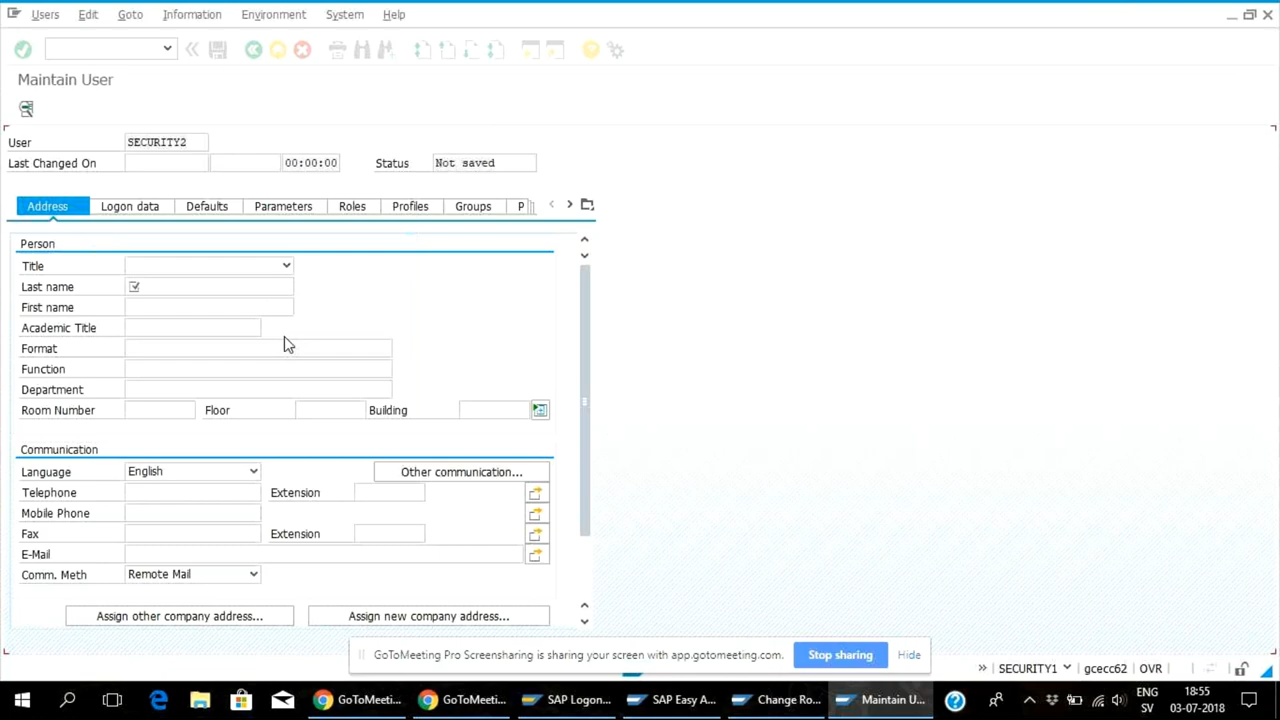 Users Edit Goto Information Environment System Help
Maintain User
User SECURITY2
Last Changed On 00:00:00 Status Not saved
Address Logon data Defaults Parameters Roles Profiles Groups P
Person
Title
Last name
First name
Academic Title
Format
Function
Department
Room Number Floor Building
Communication
Language English Other communication...
Telephone Extension
Mobile Phone
Fax Extension
E-Mail
Comm. Meth Remote Mail
Assign other company address... Assign new company address...
GoToMeeting Pro Screensharing is sharing your screen with app.gotomeeting.com. Stop sharing Hide
SECURITY1 gcecc62 OVR
GoToMeeti... GoToMeeti... SAP Logon... SAP Easy A... Change Ro... Maintain U...
ENG 18:55
SV 03-07-2018